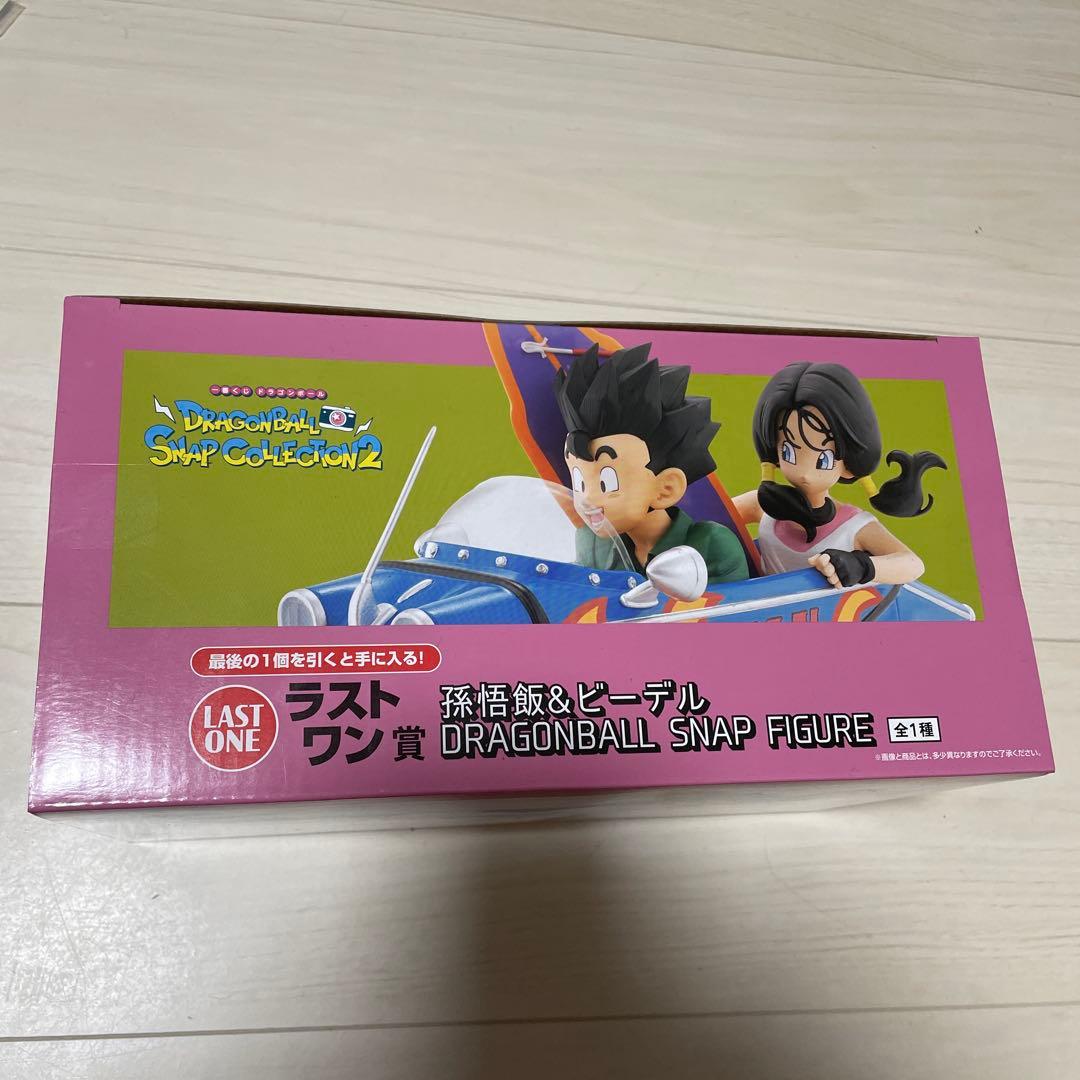 一番くじ ドラゴンボール
DRAGONBALL
SNAP COLLECTION2
最後の1個を引くと手に入る!
LAST
ONE
ラスト
ワン賞
孫悟飯&ビーデル
DRAGONBALL SNAP FIGURE
全1種
※画像と商品とは、多少異なりますのでご了承ください。